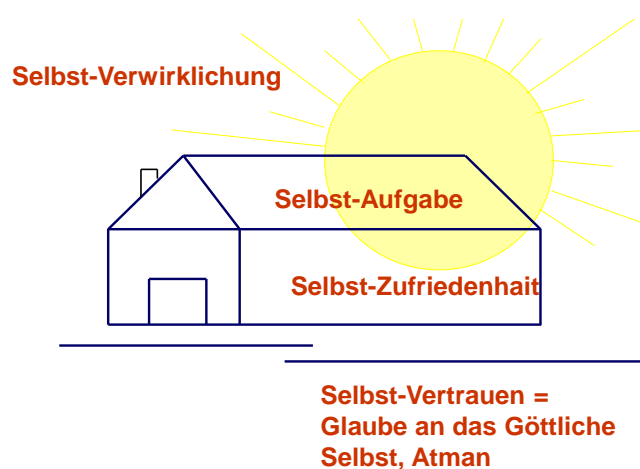 Selbst-Verwirklichung
Selbst-Aufgabe
Selbst-Zufriedenhait
Selbst-Vertrauen =
Glaube an das Göttliche
Selbst, Atman